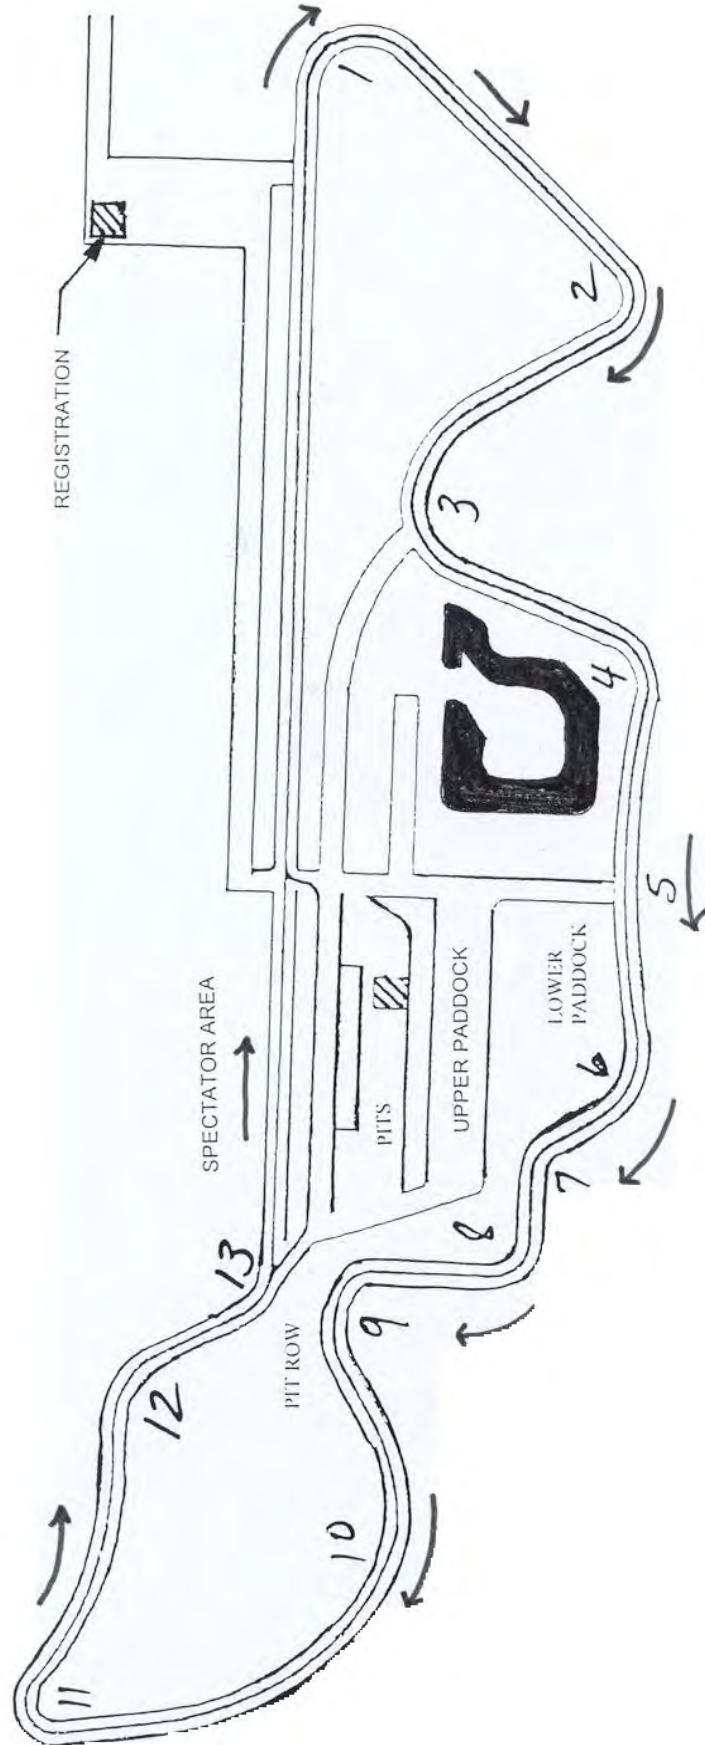 REGISTRATION
SPECTATOR AREA
PITS
UPPER PADDOCK
LOWER
PADDOCK
PIT ROW
1
2
3
4
5
6
7
8
9
10
11
12
13